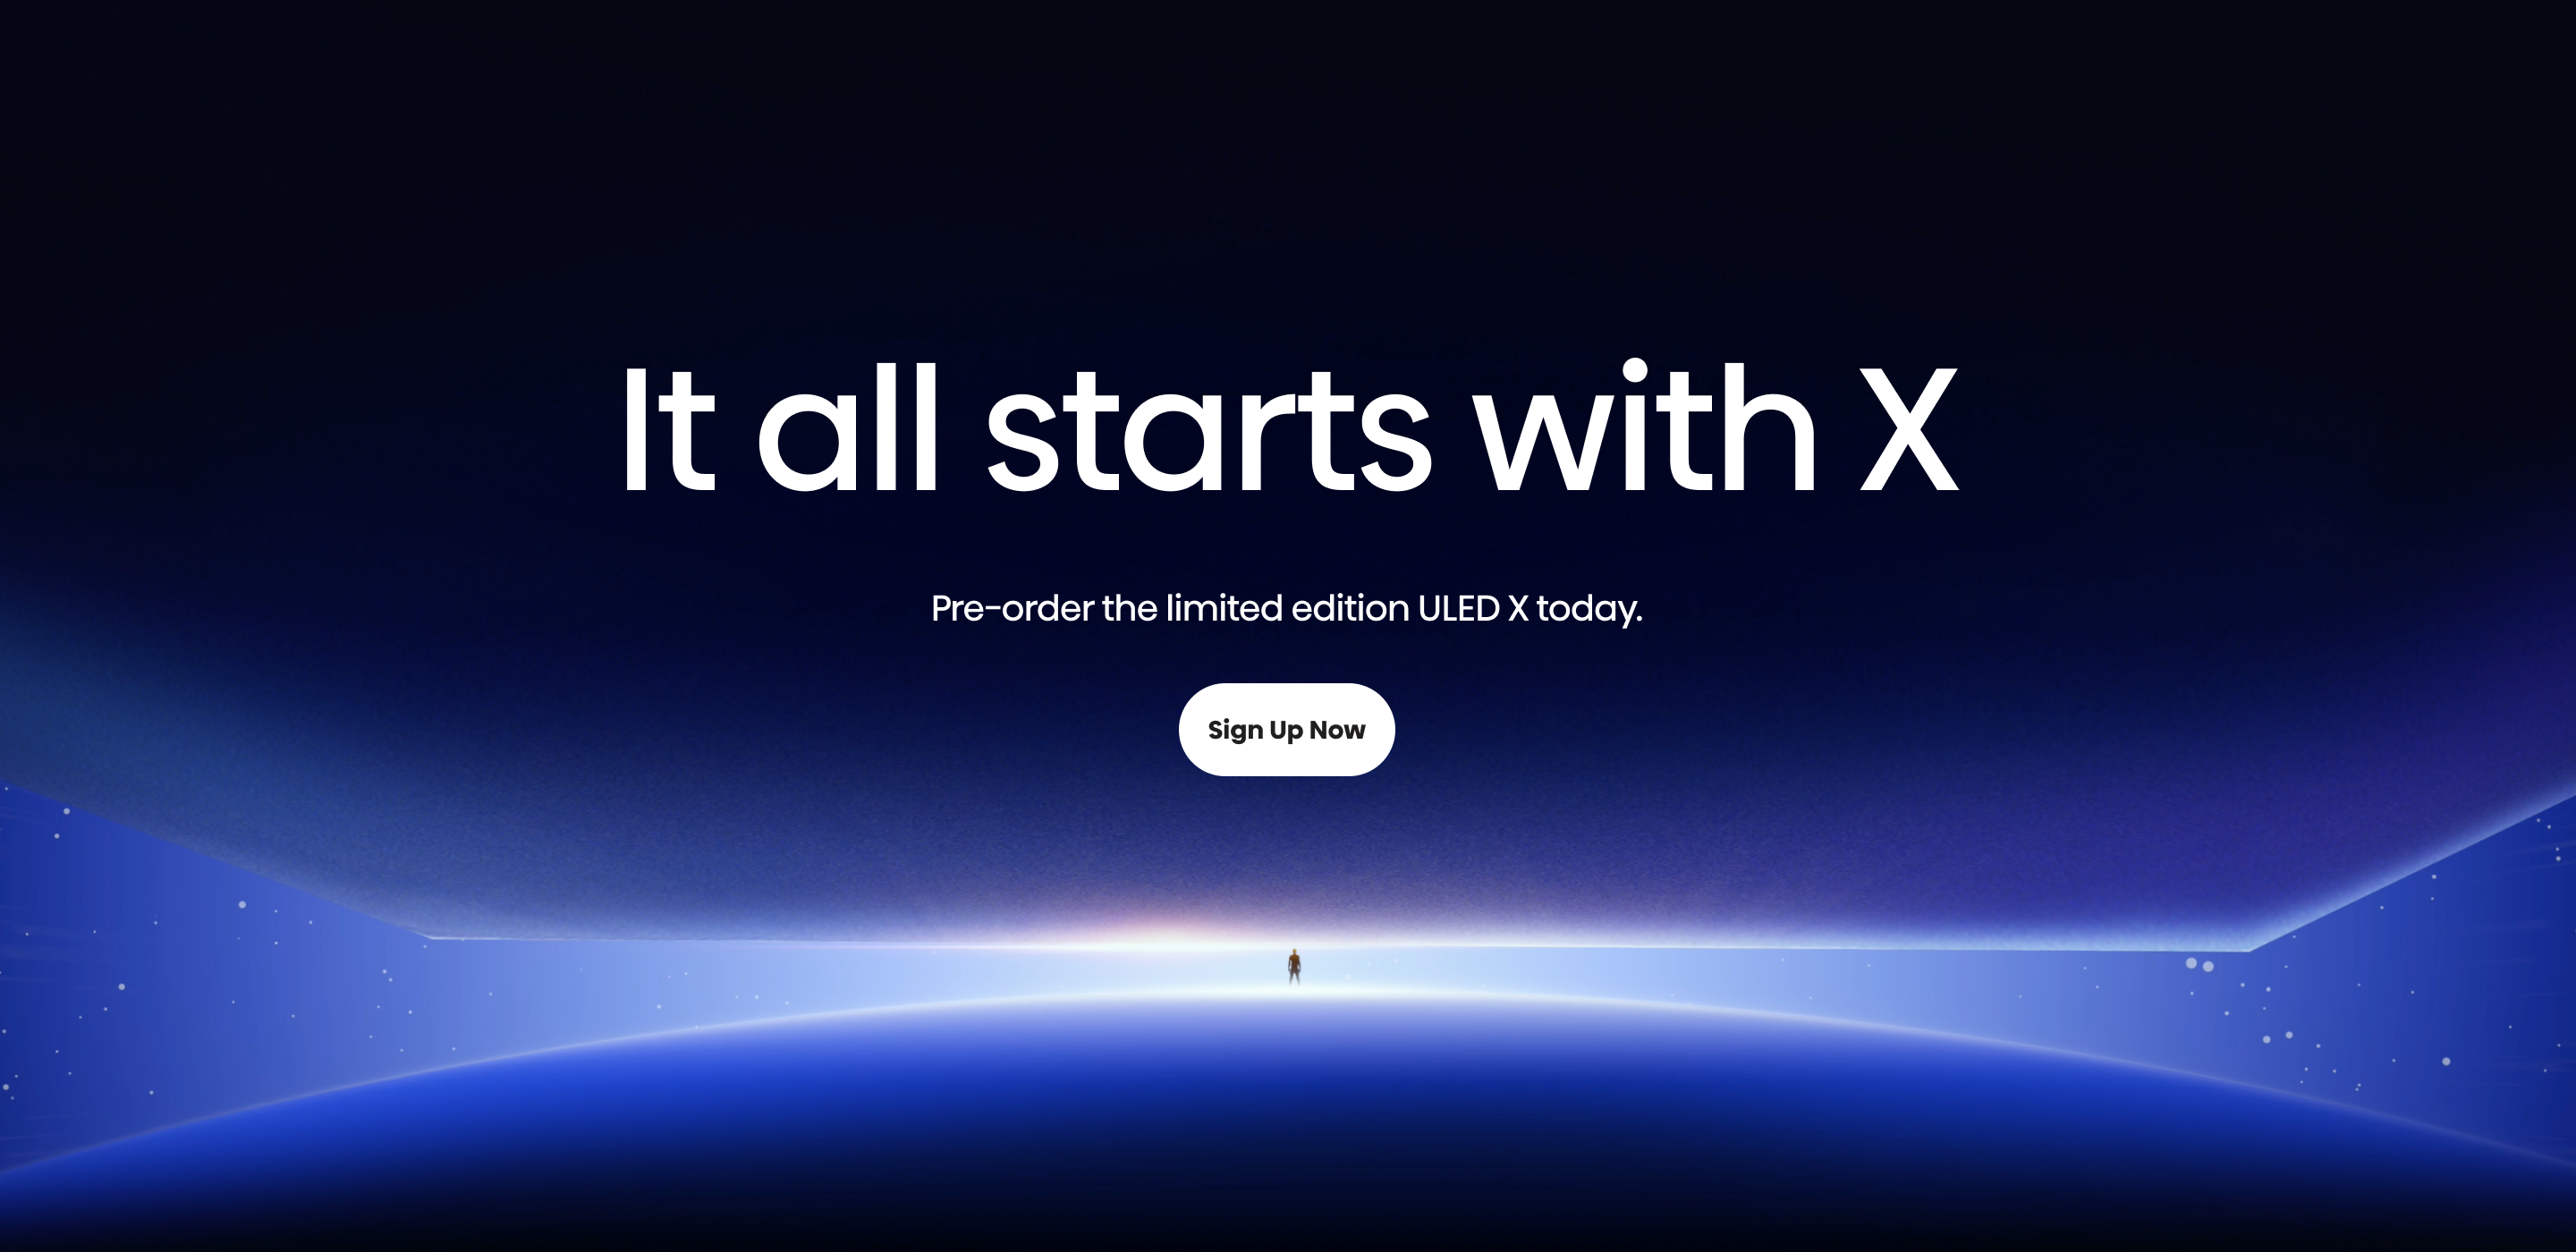 It all starts with X
Pre-order the limited edition ULED X today.
Sign Up Now